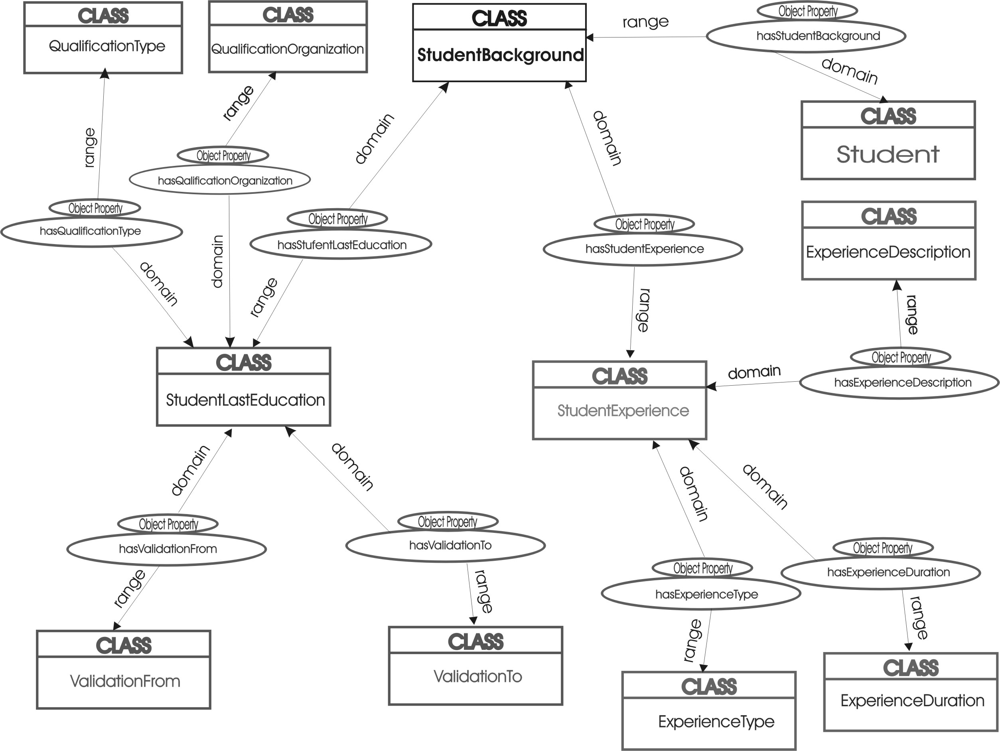 CLASS
QualificationType
CLASS
QualificationOrganization
CLASS
StudentBackground
range
Object Property
hasStudentBackground
domain
CLASS
Student
range
range
domain
domain
Object Property
hasQalificationOrganization
Object Property
hasQualificationType
Object Property
hasStufentLastEducation
Object Property
hasStudentExperience
CLASS
ExperienceDescription
domain
domain
range
range
range
Object Property
hasExperienceDescription
domain
CLASS
StudentLastEducation
CLASS
StudentExperience
domain
domain
domain
domain
Object Property
hasValidationFrom
Object Property
hasValidationTo
Object Property
hasExperienceType
Object Property
hasExperienceDuration
range
range
range
range
CLASS
ValidationFrom
CLASS
ValidationTo
CLASS
ExperienceType
CLASS
ExperienceDuration